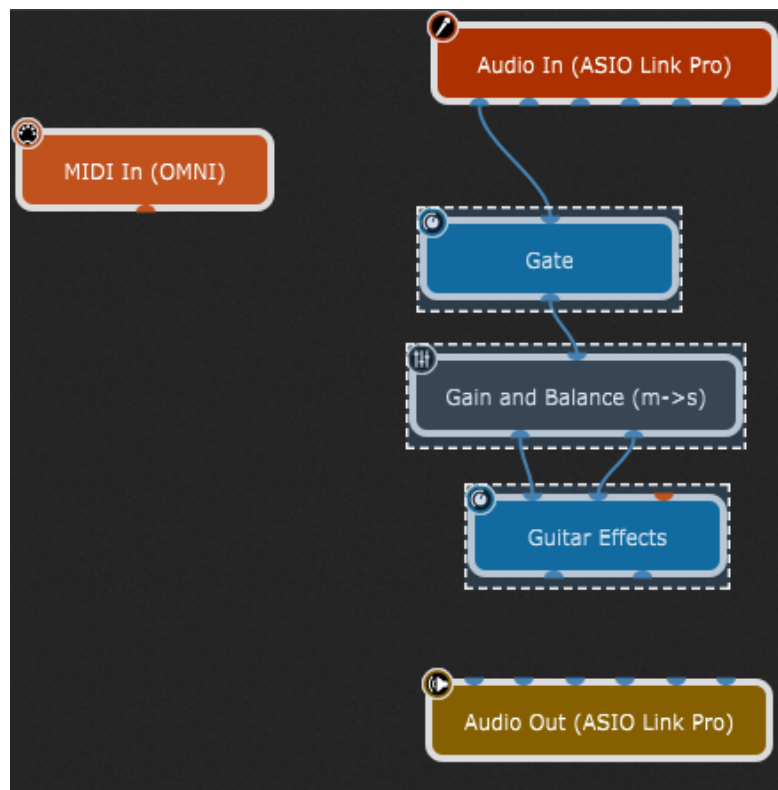 Audio In (ASIO Link Pro)
MIDI In (OMNI)
Gate
Gain and Balance (m->s)
Guitar Effects
Audio Out (ASIO Link Pro)